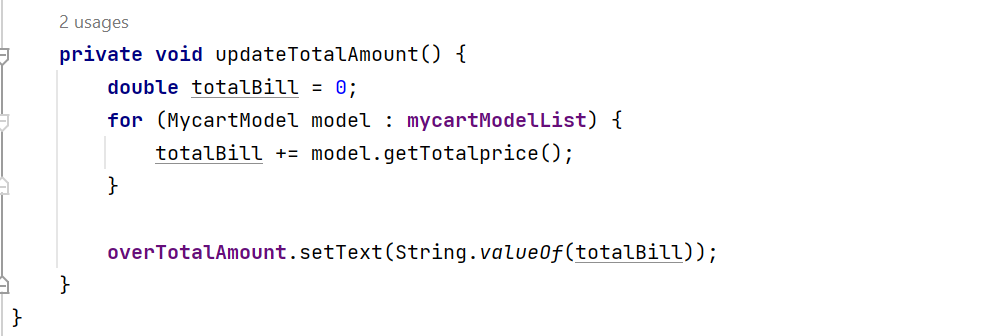 2 usages
private void updateTotalAmount() {
double totalBill = 0;
for (MycartModel model : mycartModelList) {
totalBill += model.getTotalprice();
}
overTotalAmount.setText(String.valueOf(totalBill));
}
}